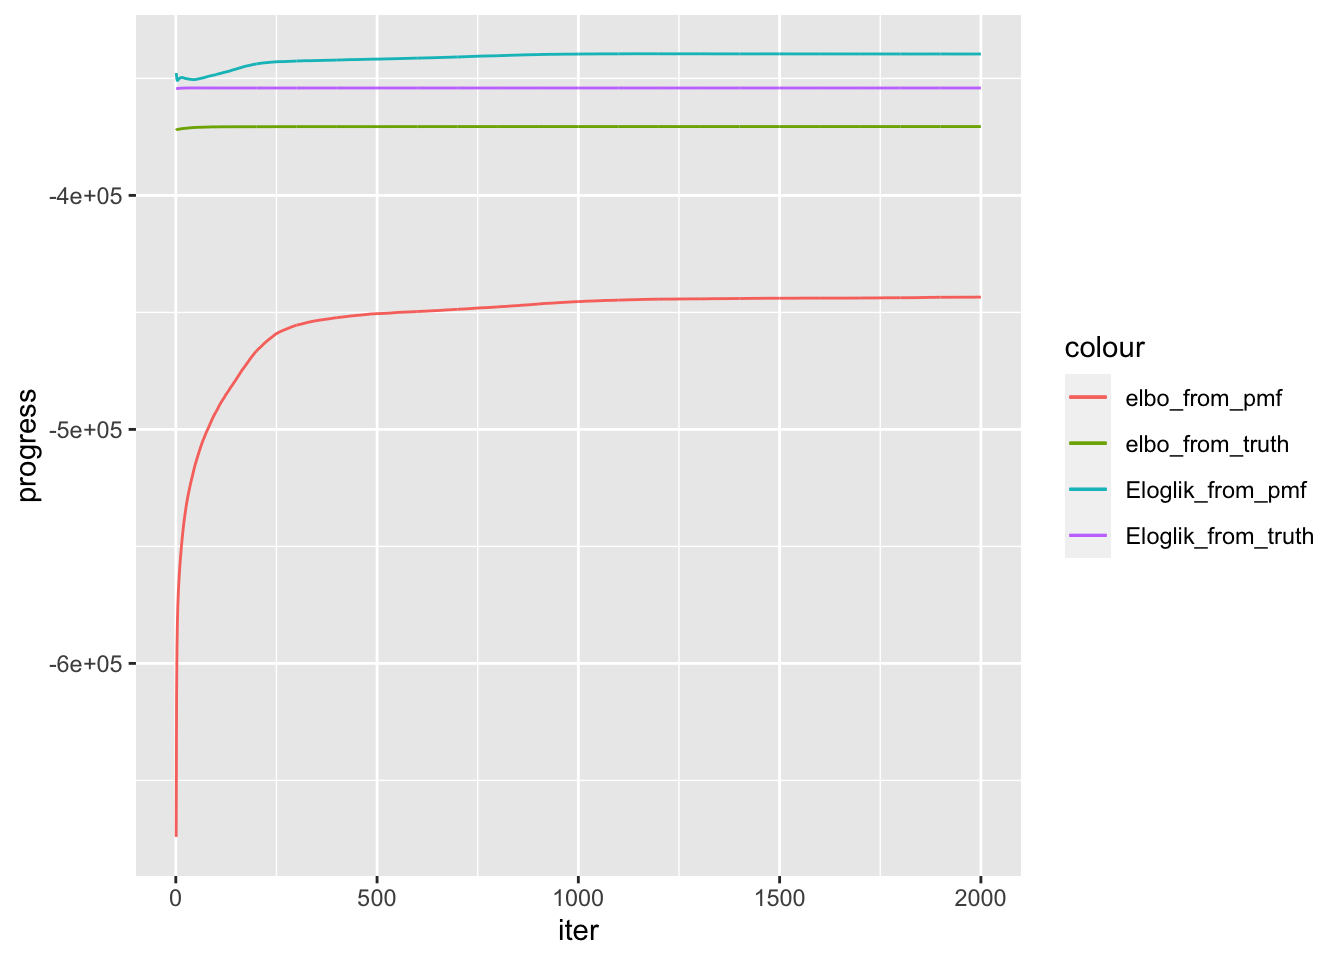 progress
-4e+05
-5e+05
-6e+05
0
500
1000
1500
2000
iter
colour
elbo_from_pmf
elbo_from_truth
Eloglik_from_pmf
Eloglik_from_truth